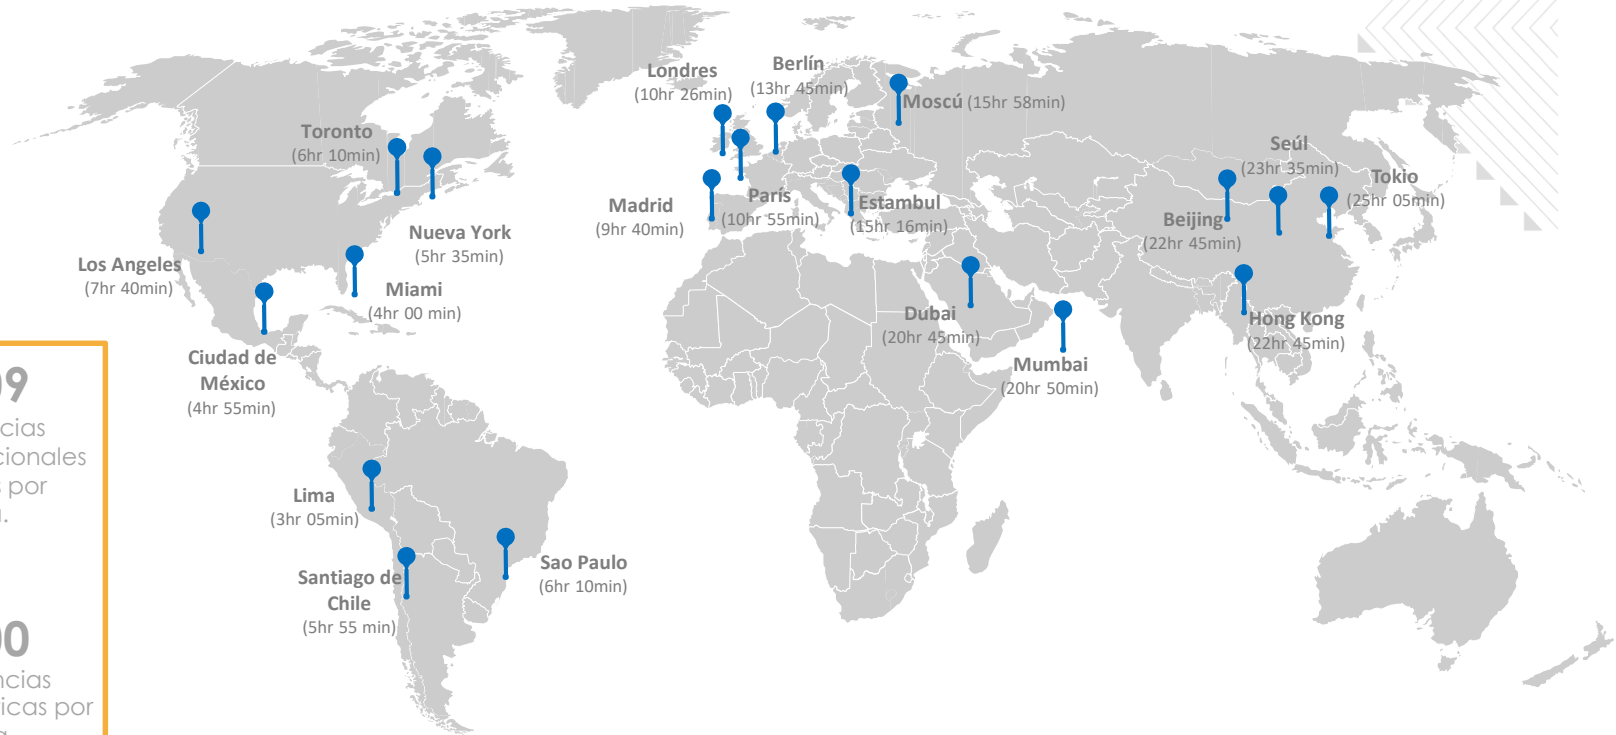 Londres
(10hr 26min)
Berlín
(13hr 45min)
Moscú (15hr 58min)
Toronto
(6hr 10min)
Seúl
(23hr 35min)
Tokio
(25hr 05min)
Madrid
(9hr 40min)
París
(10hr 55min)
Estambul
(15hr 16min)
Beijing
(22hr 45min)
Nueva York
(5hr 35min)
Los Angeles
(7hr 40min)
Miami
(4hr 00 min)
Dubai
(20hr 45min)
Hong Kong
(22hr 45min)
Mumbai
(20hr 50min)
Ciudad de
México
(4hr 55min)
Lima
(3hr 05min)
Sao Paulo
(6hr 10min)
Santiago de
Chile
(5hr 55 min)
por
por